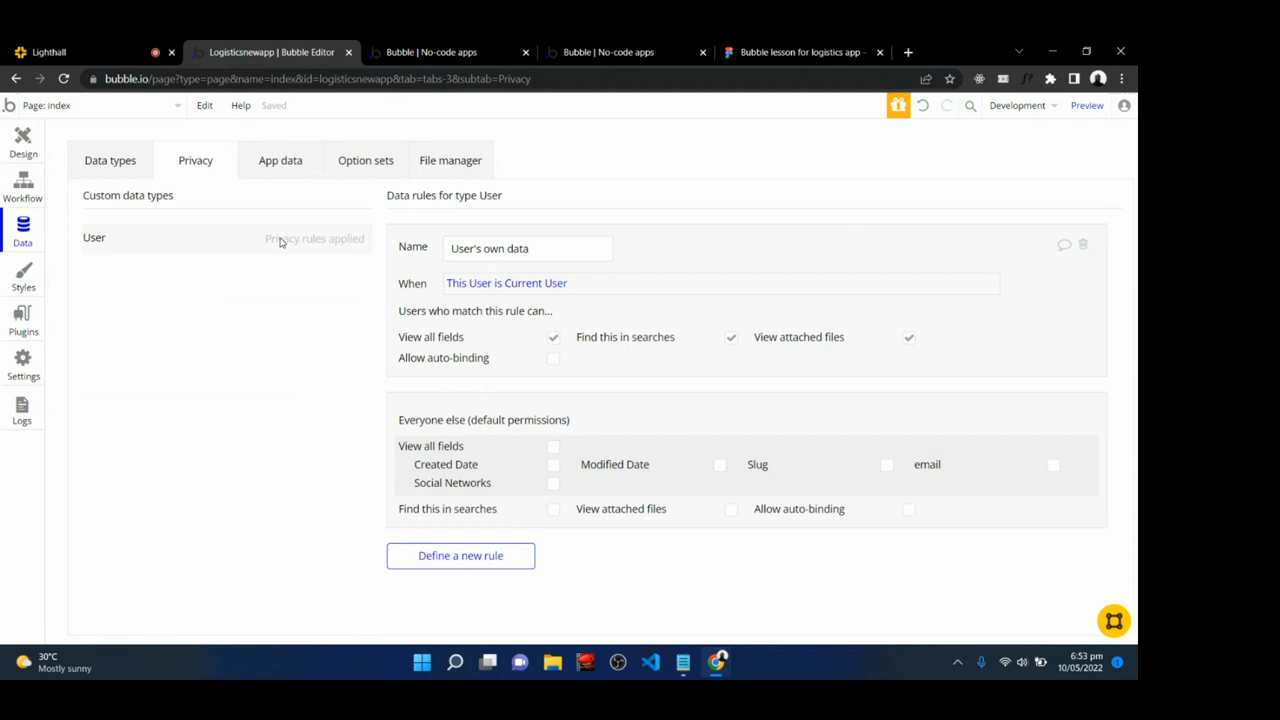 Lighthall
Logisticsnewapp | Bubble Editor
Bubble | No-code apps
Bubble | No-code apps
Bubble lesson for logistics app –
bubble.io/page?type=page&name=index&id=logisticsnewapp&tab=tabs-3&subtab=Privacy
Page: index
Edit
Help
Saved
Development
Preview
Design
Workflow
Data
Styles
Plugins
Settings
Logs
Data types
Privacy
App data
Option sets
File manager
Custom data types
User
Privacy rules applied
Data rules for type User
Name
User's own data
When
This User is Current User
Users who match this rule can...
View all fields
Find this in searches
View attached files
Allow auto-binding
Everyone else (default permissions)
View all fields
Created Date
Modified Date
Slug
email
Social Networks
Find this in searches
View attached files
Allow auto-binding
Define a new rule
30°C
Mostly sunny
6:53 pm
10/05/2022
1